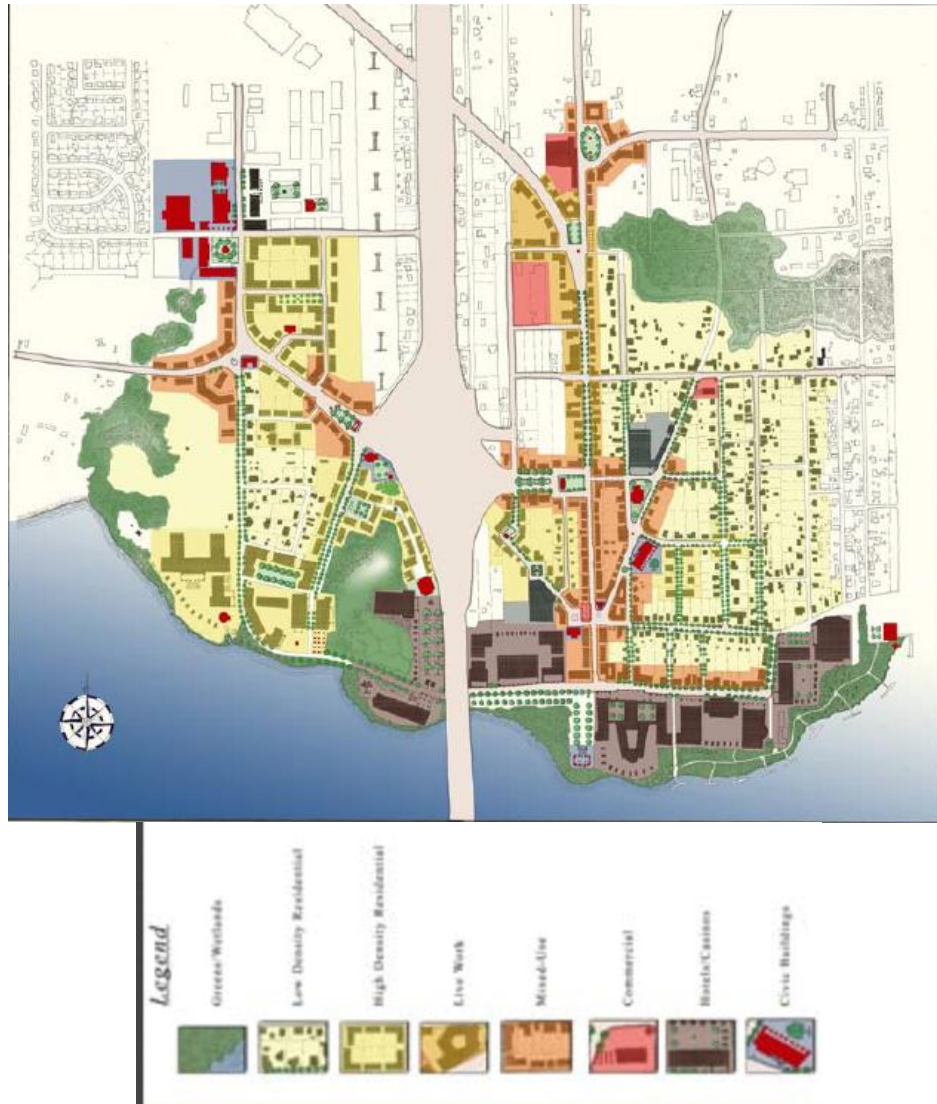 Legend
Greens/Wetlands
Low Density Residential
High Density Residential
Live Work
Mixed-Use
Commercial
Hotels/Casinos
Civic Buildings